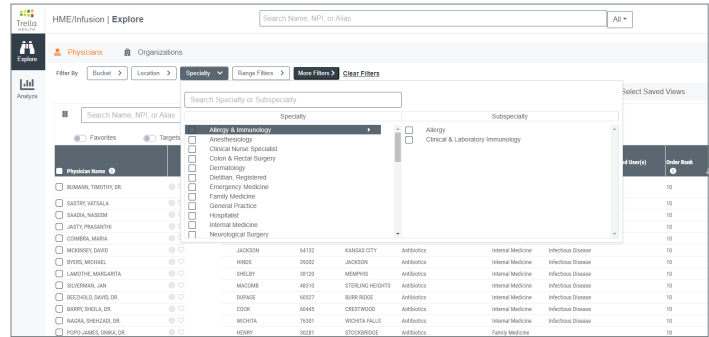 Trella
HEALTH
HME/Infusion | Explore
Search Name, NPI, or Alias
All
Explore
Analyze
Physicians
Organizations
Filter By
Bucket
Location
Specialty
Range Filters
More Filters
Clear Filters
Select Saved Views
Search Specialty or Subspecialty
Search Name, NPI, or Alias
Favorites
Targets
Specialty
Subspecialty
Allergy & Immunology
Anesthesiology
Clinical Nurse Specialist
Colon & Rectal Surgery
Dermatology
Dietitian, Registered
Emergency Medicine
Family Medicine
General Practice
Hospitalist
Internal Medicine
Neurological Surgery
Allergy
Clinical & Laboratory Immunology
Physician Name
User(s)
Order Rank
BUMANN, TIMOTHY, DR. 10
SASTRY, VATSALA 10
SAADIA, NASEEM 10
JASTY, PRASANTHI 10
COIMBRA, MARIA 10
MCKINSEY, DAVID JACKSON 64132 KANSAS CITY Antibiotics Internal Medicine Infectious Disease 10
BYERS, MICHAEL HINDS 39202 JACKSON Antibiotics Internal Medicine Infectious Disease 10
LAMOTHE, MARGARITA SHELBY 38120 MEMPHIS Antibiotics Internal Medicine Infectious Disease 10
SILVERMAN, JAN MACOMB 48310 STERLING HEIGHTS Antibiotics Internal Medicine Infectious Disease 10
BEEZHOLD, DAVID, DR. DUPAGE 60527 BURR RIDGE Antibiotics Internal Medicine Infectious Disease 10
BARRY, SHEILA, DR. COOK 60445 CRESTWOOD Antibiotics Internal Medicine Infectious Disease 10
NAGRA, SHEHZADI, DR. WICHITA 76301 WICHITA FALLS Antibiotics Internal Medicine Infectious Disease 10
POPO-JAMES, ONIKA, DR. HENRY 30281 STOCKBRIDGE Antibiotics Family Medicine 10